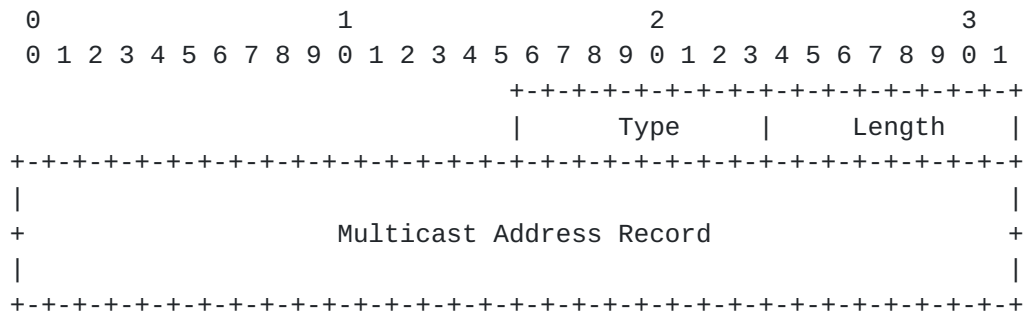 0                   1                   2                   3
 0 1 2 3 4 5 6 7 8 9 0 1 2 3 4 5 6 7 8 9 0 1 2 3 4 5 6 7 8 9 0 1
                                +-+-+-+-+-+-+-+-+-+-+-+-+-+-+-+-+
                                |      Type     |     Length    |
+-+-+-+-+-+-+-+-+-+-+-+-+-+-+-+-+-+-+-+-+-+-+-+-+-+-+-+-+-+-+-+-+
|                                                               |
+                    Multicast Address Record                   +
|                                                               |
+-+-+-+-+-+-+-+-+-+-+-+-+-+-+-+-+-+-+-+-+-+-+-+-+-+-+-+-+-+-+-+-+